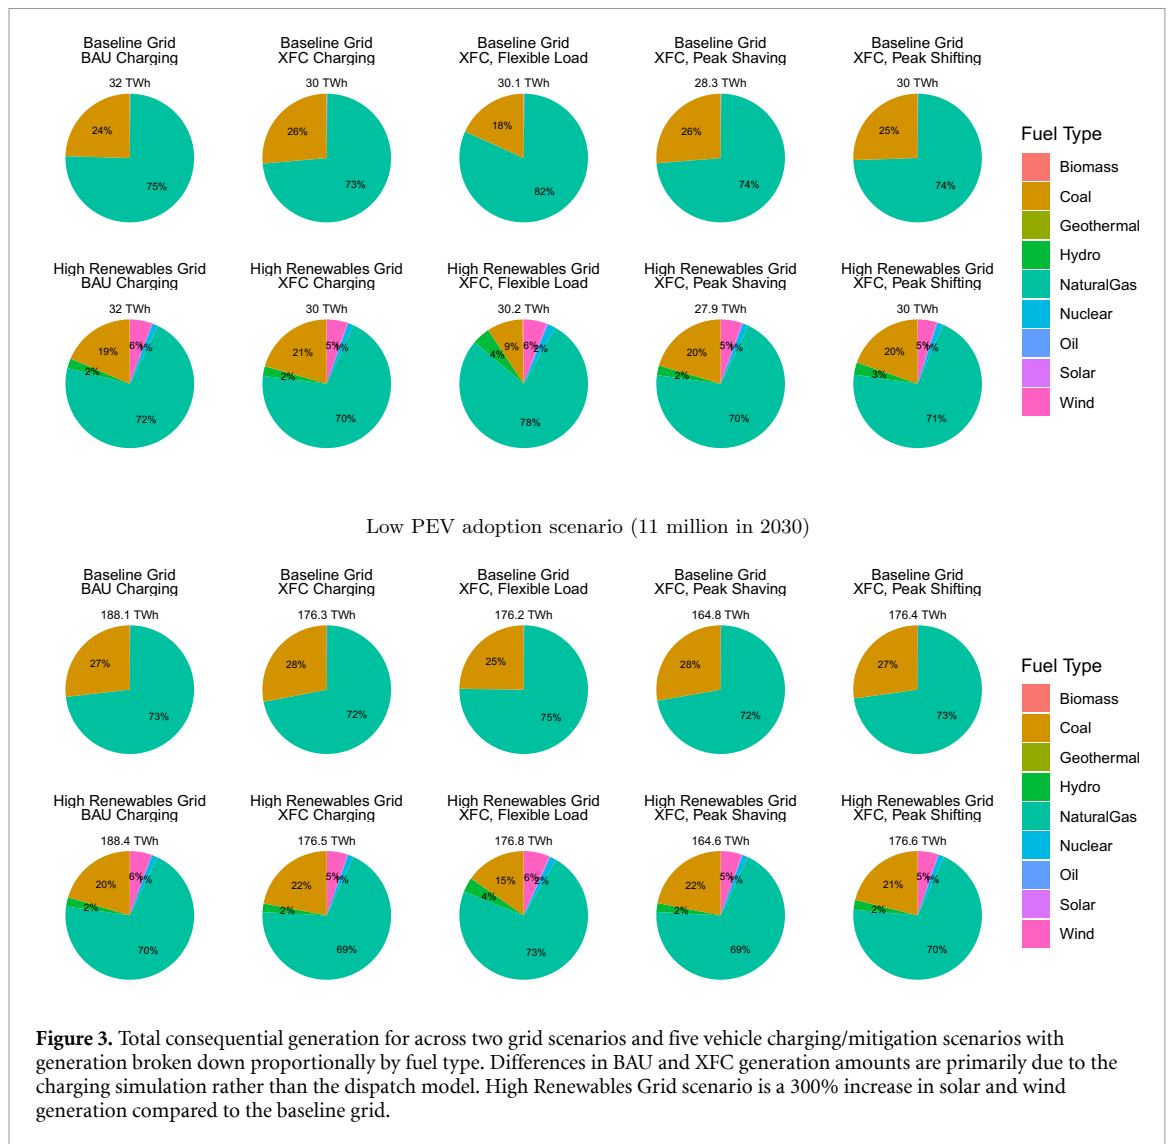 Baseline Grid
BAU Charging
32 TWh
24%
75%
Baseline Grid
XFC Charging
30 TWh
26%
73%
Baseline Grid
XFC, Flexible Load
30.1 TWh
18%
82%
Baseline Grid
XFC, Peak Shaving
28.3 TWh
26%
74%
Baseline Grid
XFC, Peak Shifting
30 TWh
25%
74%
High Renewables Grid
BAU Charging
32 TWh
19%
6%
1%
2%
72%
High Renewables Grid
XFC Charging
30 TWh
21%
5%
1%
2%
70%
High Renewables Grid
XFC, Flexible Load
30.2 TWh
9%
6%
2%
4%
78%
High Renewables Grid
XFC, Peak Shaving
27.9 TWh
20%
5%
1%
2%
70%
High Renewables Grid
XFC, Peak Shifting
30 TWh
20%
5%
1%
3%
71%
Fuel Type
Biomass
Coal
Geothermal
Hydro
NaturalGas
Nuclear
Oil
Solar
Wind
Low PEV adoption scenario (11 million in 2030)
Baseline Grid
BAU Charging
188.1 TWh
27%
73%
Baseline Grid
XFC Charging
176.3 TWh
28%
72%
Baseline Grid
XFC, Flexible Load
176.2 TWh
25%
75%
Baseline Grid
XFC, Peak Shaving
164.8 TWh
28%
72%
Baseline Grid
XFC, Peak Shifting
176.4 TWh
27%
73%
High Renewables Grid
BAU Charging
188.4 TWh
20%
6%
1%
2%
70%
High Renewables Grid
XFC Charging
176.5 TWh
22%
5%
1%
2%
69%
High Renewables Grid
XFC, Flexible Load
176.8 TWh
15%
6%
2%
4%
73%
High Renewables Grid
XFC, Peak Shaving
164.6 TWh
22%
5%
1%
2%
69%
High Renewables Grid
XFC, Peak Shifting
176.6 TWh
21%
5%
1%
2%
70%
Fuel Type
Biomass
Coal
Geothermal
Hydro
NaturalGas
Nuclear
Oil
Solar
Wind
Figure 3. Total consequential generation for across two grid scenarios and five vehicle charging/mitigation scenarios with
generation broken down proportionally by fuel type. Differences in BAU and XFC generation amounts are primarily due to the
charging simulation rather than the dispatch model. High Renewables Grid scenario is a 300% increase in solar and wind
generation compared to the baseline grid.